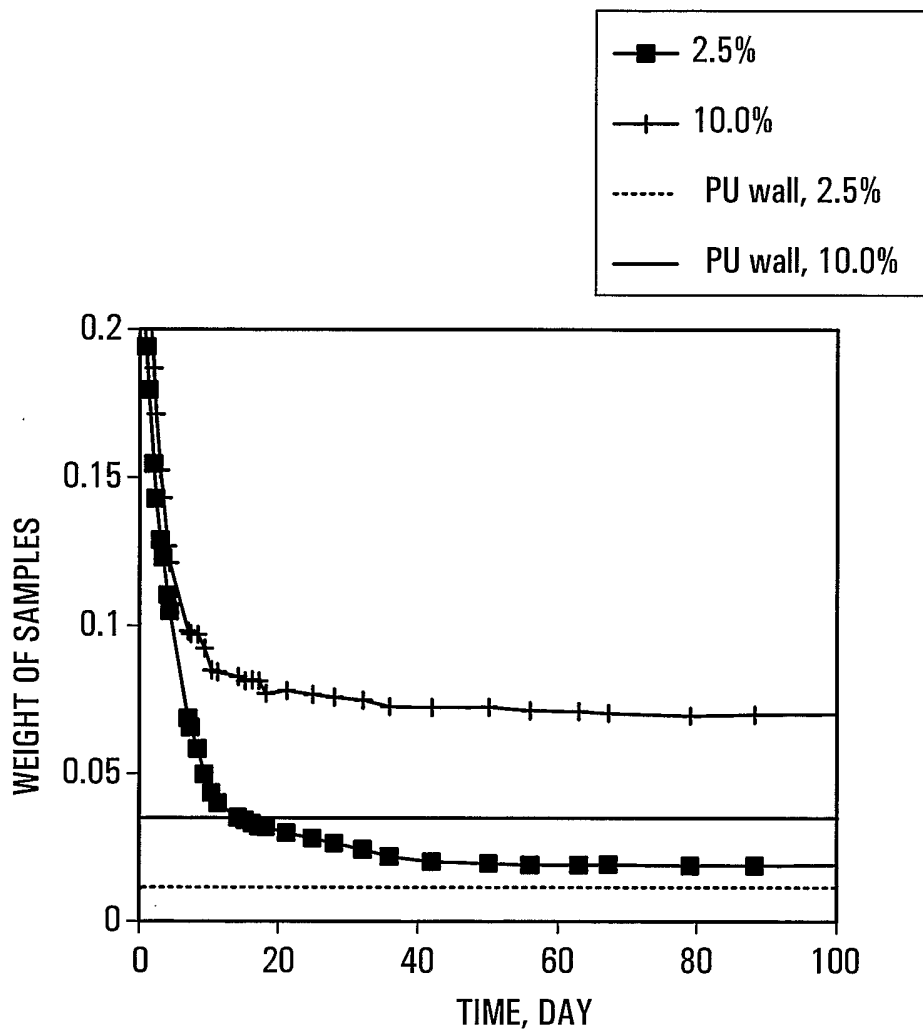 2.5%
10.0%
PU wall, 2.5%
PU wall, 10.0%
0.2
0.15
0.1
0.05
0
WEIGHT OF SAMPLES
0 20 40 60 80 100
TIME, DAY